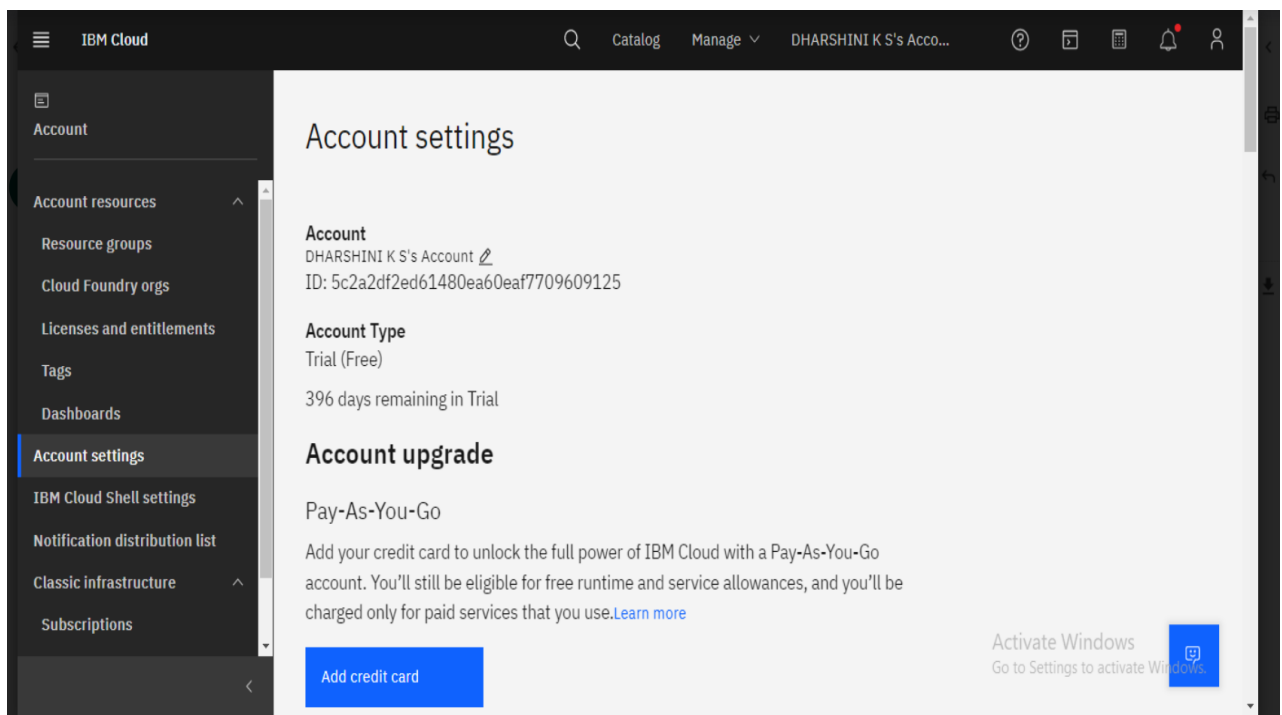 IBM Cloud
Catalog
Manage
DHARSHINI K S's Acco...
Account
Account resources
Resource groups
Cloud Foundry orgs
Licenses and entitlements
Tags
Dashboards
Account settings
IBM Cloud Shell settings
Notification distribution list
Classic infrastructure
Subscriptions
Account settings
Account
DHARSHINI K S's Account
ID: 5c2a2df2ed61480ea60eaf7709609125
Account Type
Trial (Free)
396 days remaining in Trial
Account upgrade
Pay-As-You-Go
Add your credit card to unlock the full power of IBM Cloud with a Pay-As-You-Go
account. You’ll still be eligible for free runtime and service allowances, and you’ll be
charged only for paid services that you use.Learn more
Add credit card
Activate Windows
Go to Settings to activate Windows.